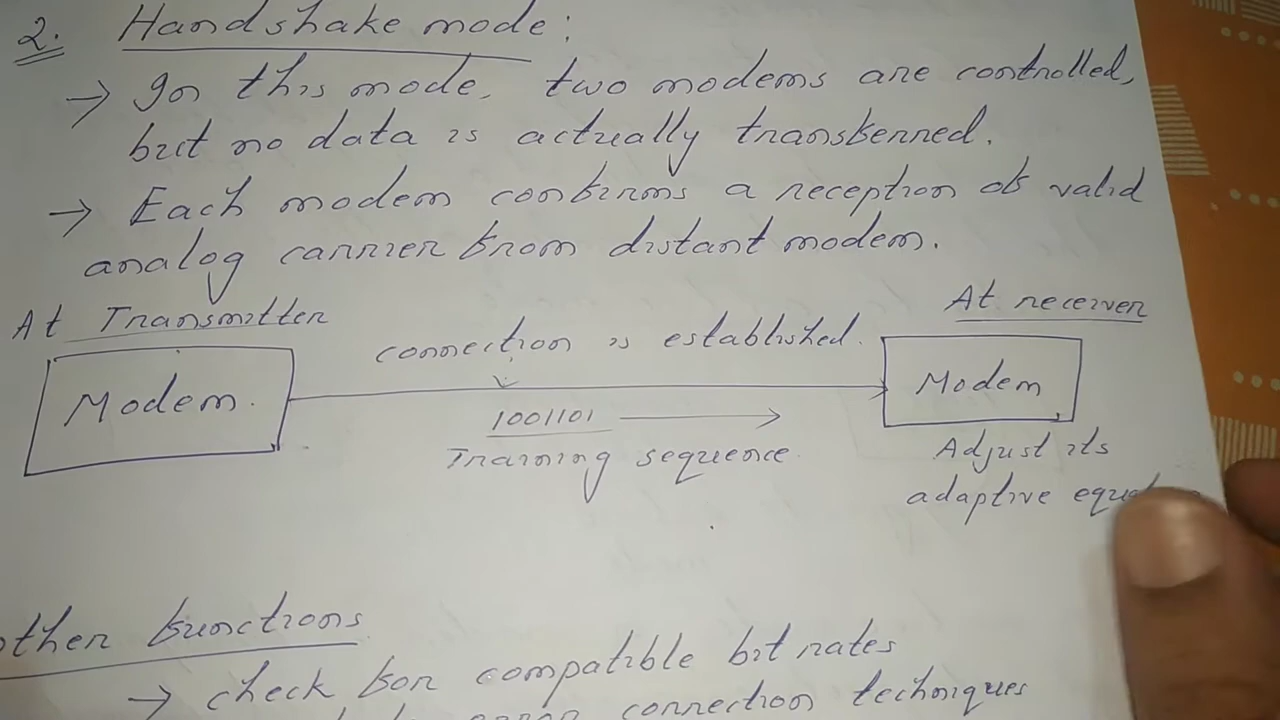 2. Handshake mode:
→ In this mode, two modems are controlled,
but no data is actually transferred.
→ Each modem confirms a reception of valid
analog carrier from distant modem.
At Transmitter
At receiver
connection is established.
Modem.
Modem
1001101 →
Training sequence
Adjust its
adaptive
other functions
→ check for compatible bit rates
error correction techniques